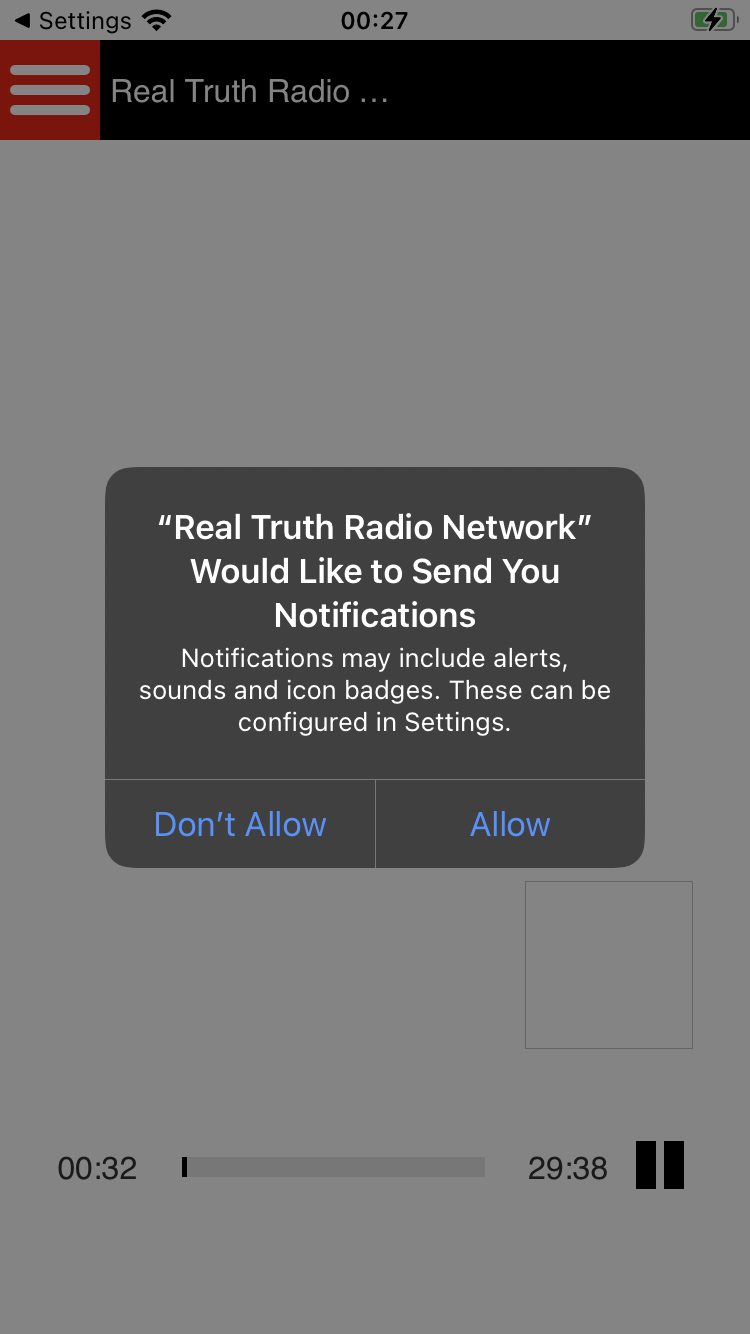 Settings
00:27
Real Truth Radio ...
“Real Truth Radio Network”
Would Like to Send You
Notifications
Notifications may include alerts,
sounds and icon badges. These can be
configured in Settings.
Don’t Allow
Allow
00:32
29:38